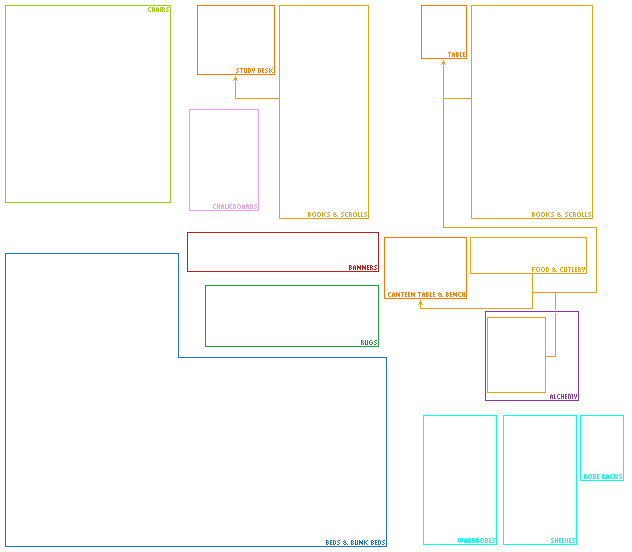 CHAIRS
STUDY DESK
TABLE
CHALKBOARDS
BOOKS & SCROLLS
BOOKS & SCROLLS
BANNERS
FOOD & CUTLERY
CANTEEN TABLE & BENCH
RUGS
ALCHEMY
ROBE RACKS
BEDS & BUNK BEDS
WARDROBES
SHELVES